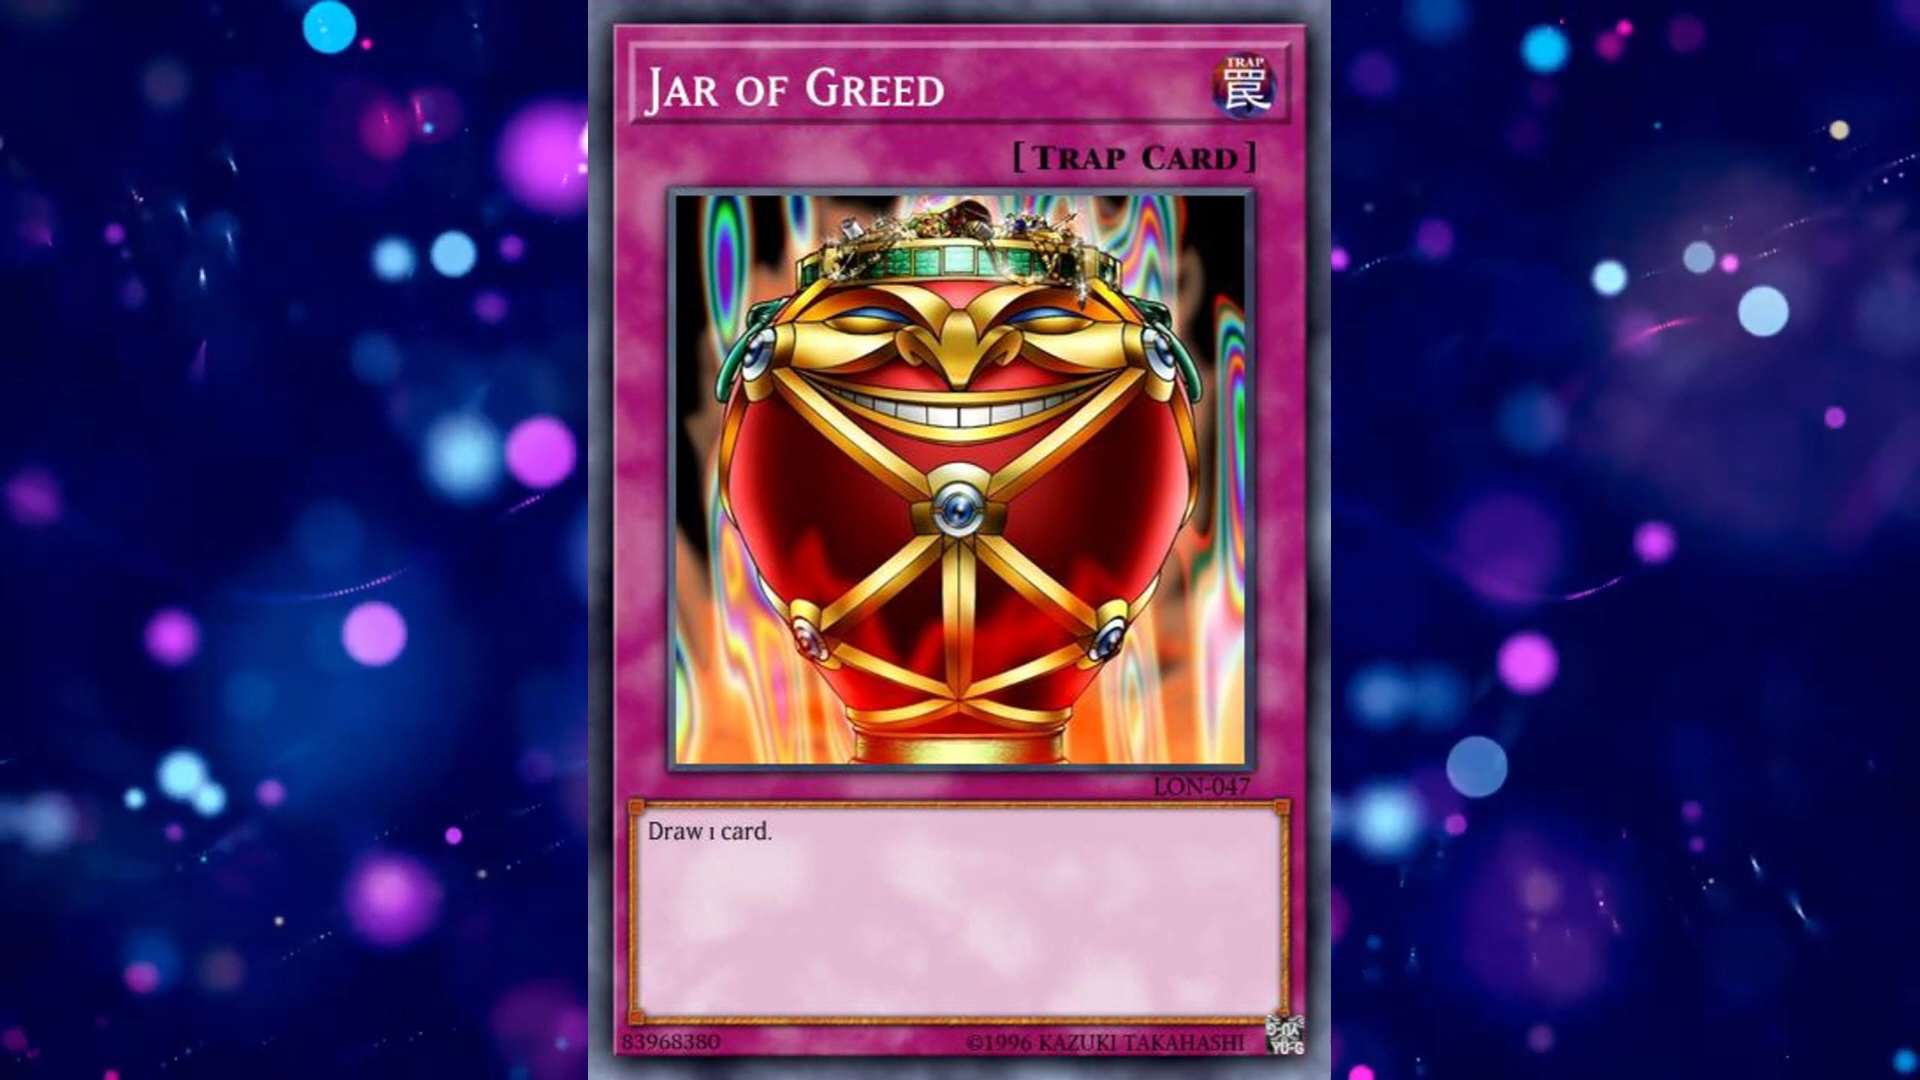 Jar of Greed
TRAP
罠
[TRAP CARD]
LON-047
Draw 1 card.
83968380
©1996 KAZUKI TAKAHASHI